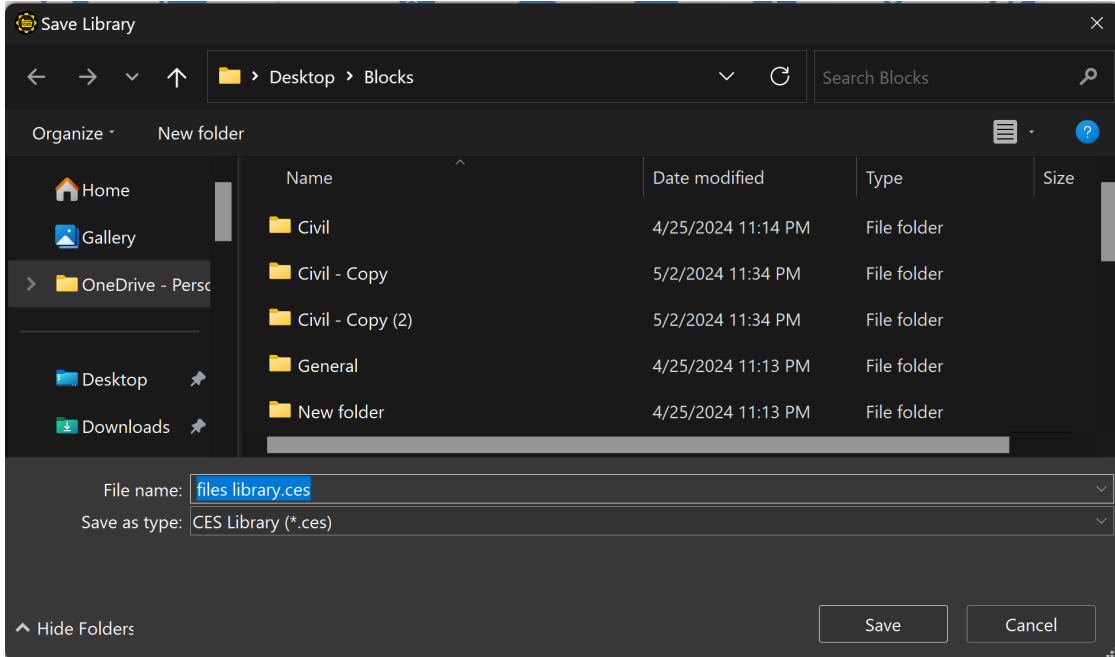 Save Library
Desktop > Blocks
Search Blocks
Organize
New folder
Name Date modified Type Size
Home
Gallery
OneDrive - Persc
Desktop
Downloads
Civil 4/25/2024 11:14 PM File folder
Civil - Copy 5/2/2024 11:34 PM File folder
Civil - Copy (2) 5/2/2024 11:34 PM File folder
General 4/25/2024 11:13 PM File folder
New folder 4/25/2024 11:13 PM File folder
File name: files library.ces
Save as type: CES Library (*.ces)
Hide Folders
Save
Cancel